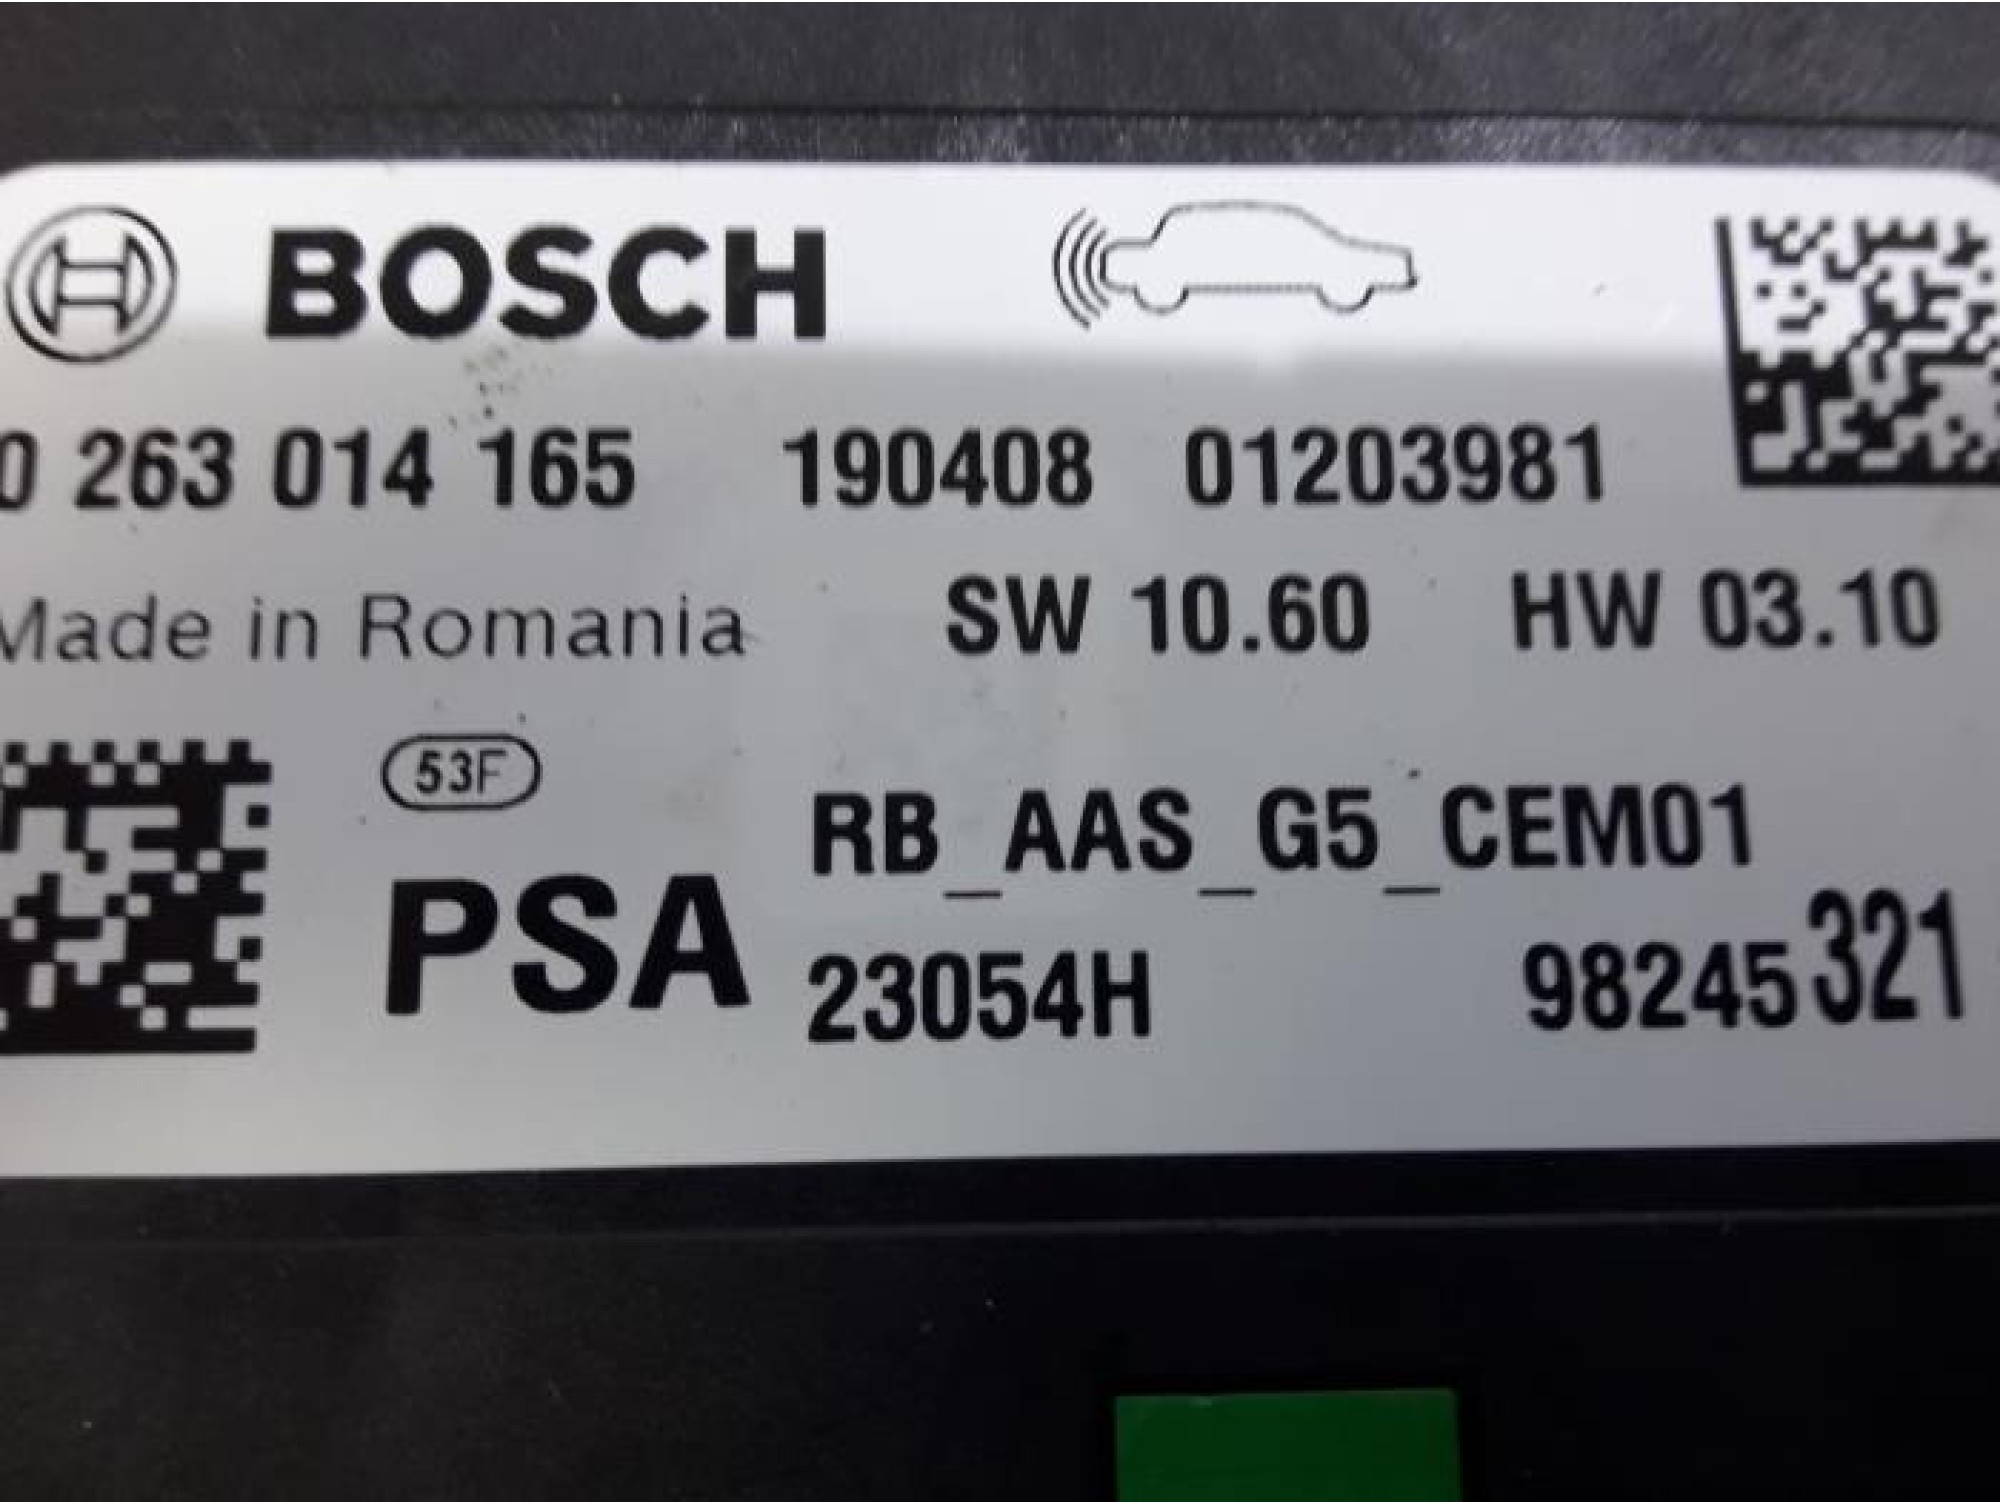 BOSCH
0 263 014 165 190408 01203981
Made in Romania SW 10.60 HW 03.10
53F
RB_AAS_G5_CEM01
PSA
23054H 98245321